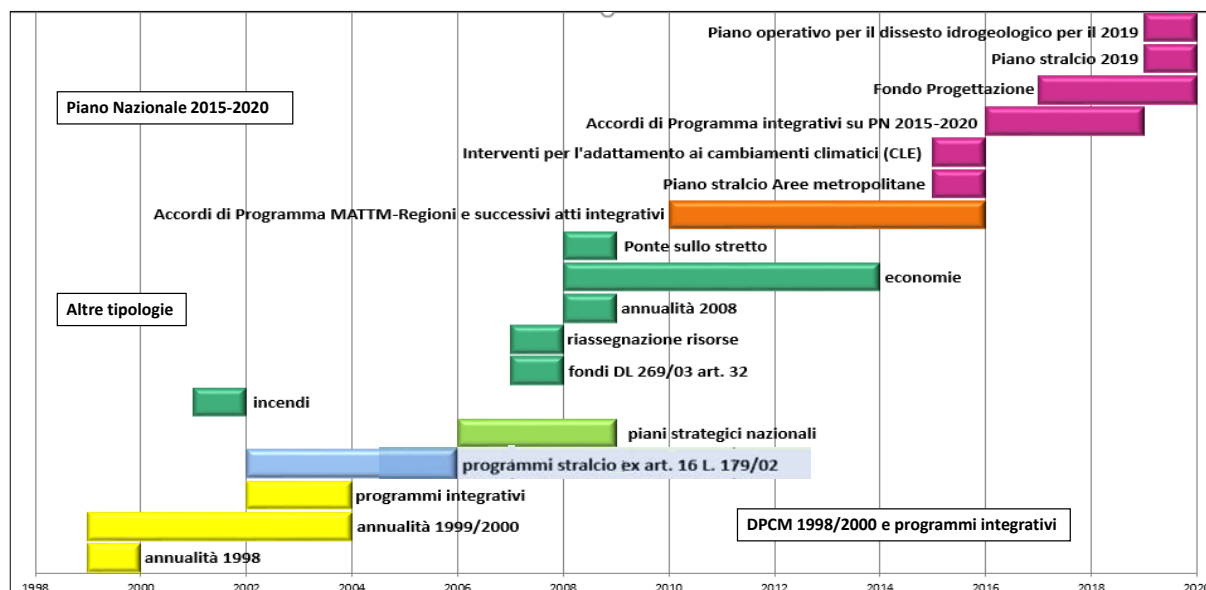 Piano operativo per il dissesto idrogeologico per il 2019
Piano stralcio 2019
Fondo Progettazione
Piano Nazionale 2015-2020
Accordi di Programma integrativi su PN 2015-2020
Interventi per l'adattamento ai cambiamenti climatici (CLE)
Piano stralcio Aree metropolitane
Accordi di Programma MATTM-Regioni e successivi atti integrativi
Ponte sullo stretto
economie
Altre tipologie
annualità 2008
riassegnazione risorse
fondi DL 269/03 art. 32
incendi
piani strategici nazionali
programmi stralcio ex art. 16 L. 179/02
programmi integrativi
annualità 1999/2000
DPCM 1998/2000 e programmi integrativi
annualità 1998
1998 2000 2002 2004 2006 2008 2010 2012 2014 2016 2018 2020